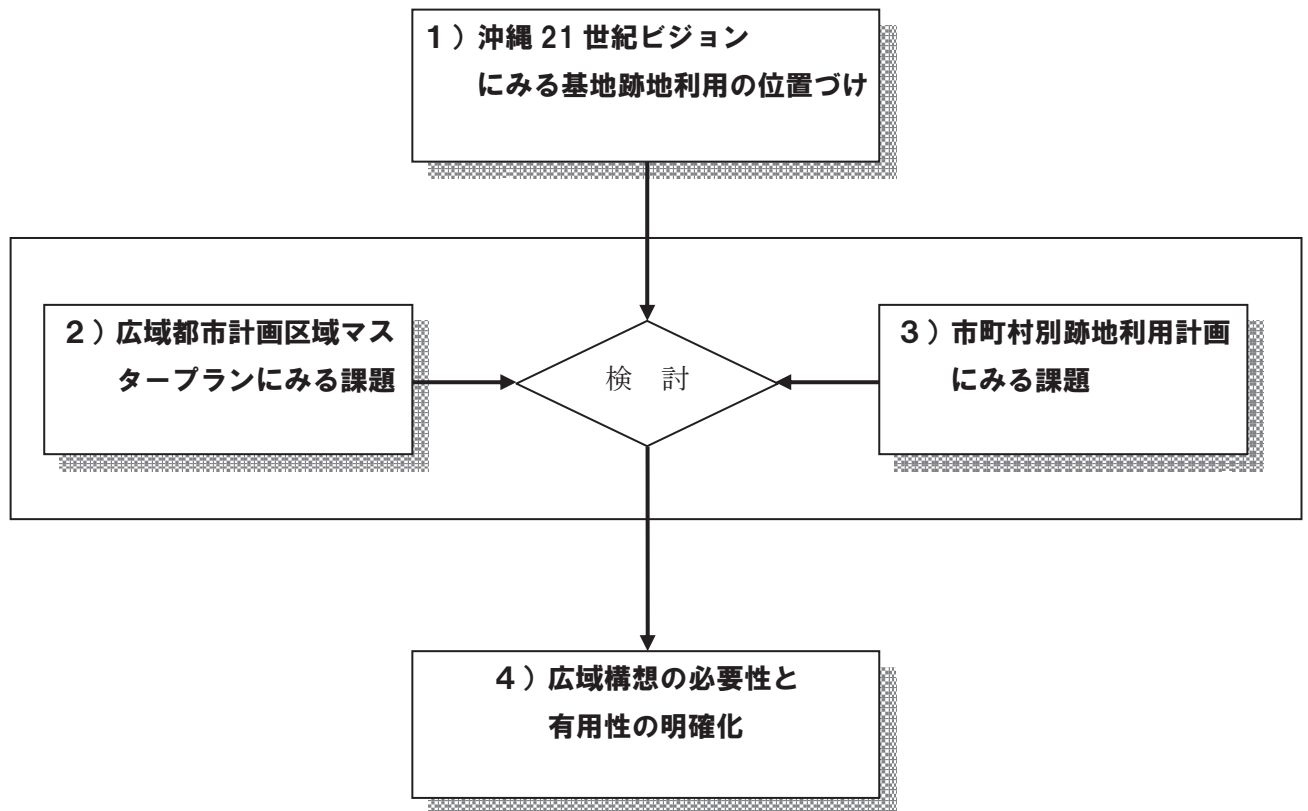 １）沖縄 21 世紀ビジョン
にみる基地跡地利用の位置づけ
２）広域都市計画区域マス
タープランにみる課題
検　討
３）市町村別跡地利用計画
にみる課題
４）広域構想の必要性と
有用性の明確化